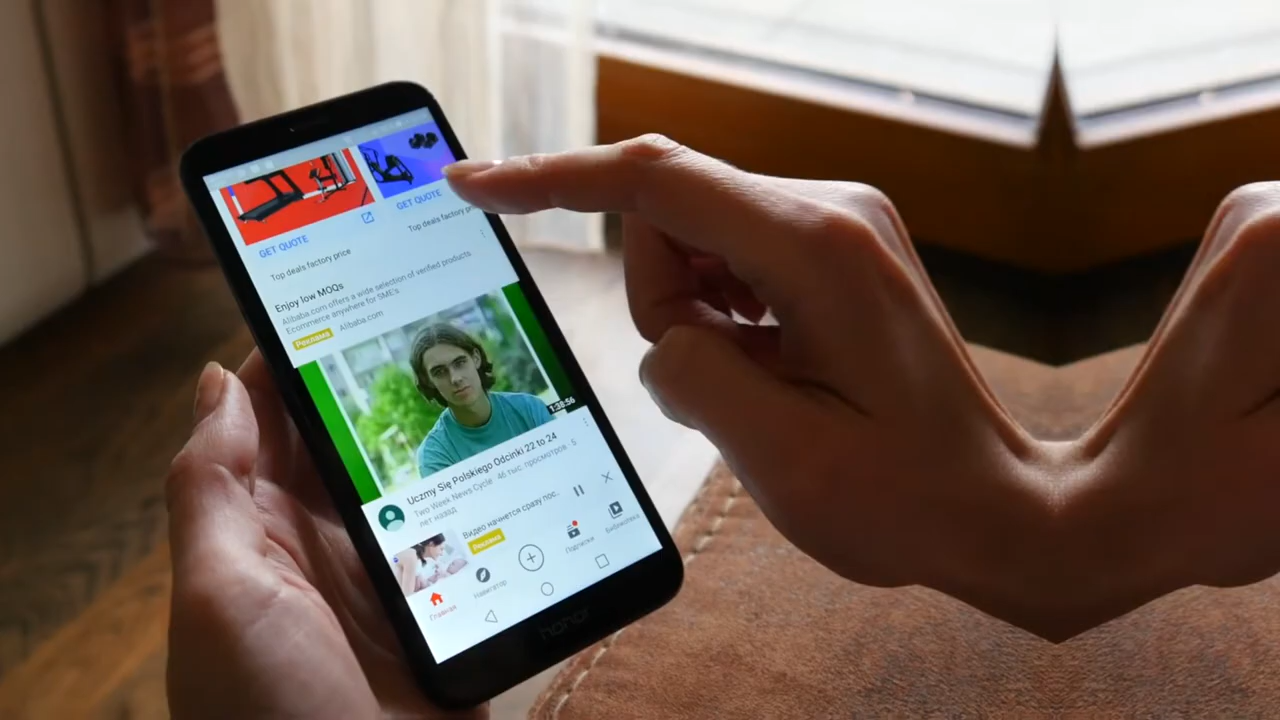 GET QUOTE
GET QUOTE
Top deals factory price
Top deals factory pr
Enjoy low MOQs
Alibaba.com offers a wide selection of verified products
Ecommerce anywhere for SME's
Реклама
Alibaba.com
1:38:56
Uczmy Się Polskiego Odcinki 22 to 24
Two Week News Cycle · 46 тыс. просмотров · 5
лет назад
Видео начнется сразу пос..
Реклама
Главная
Навигатор
Подписки
Библиотека
honor